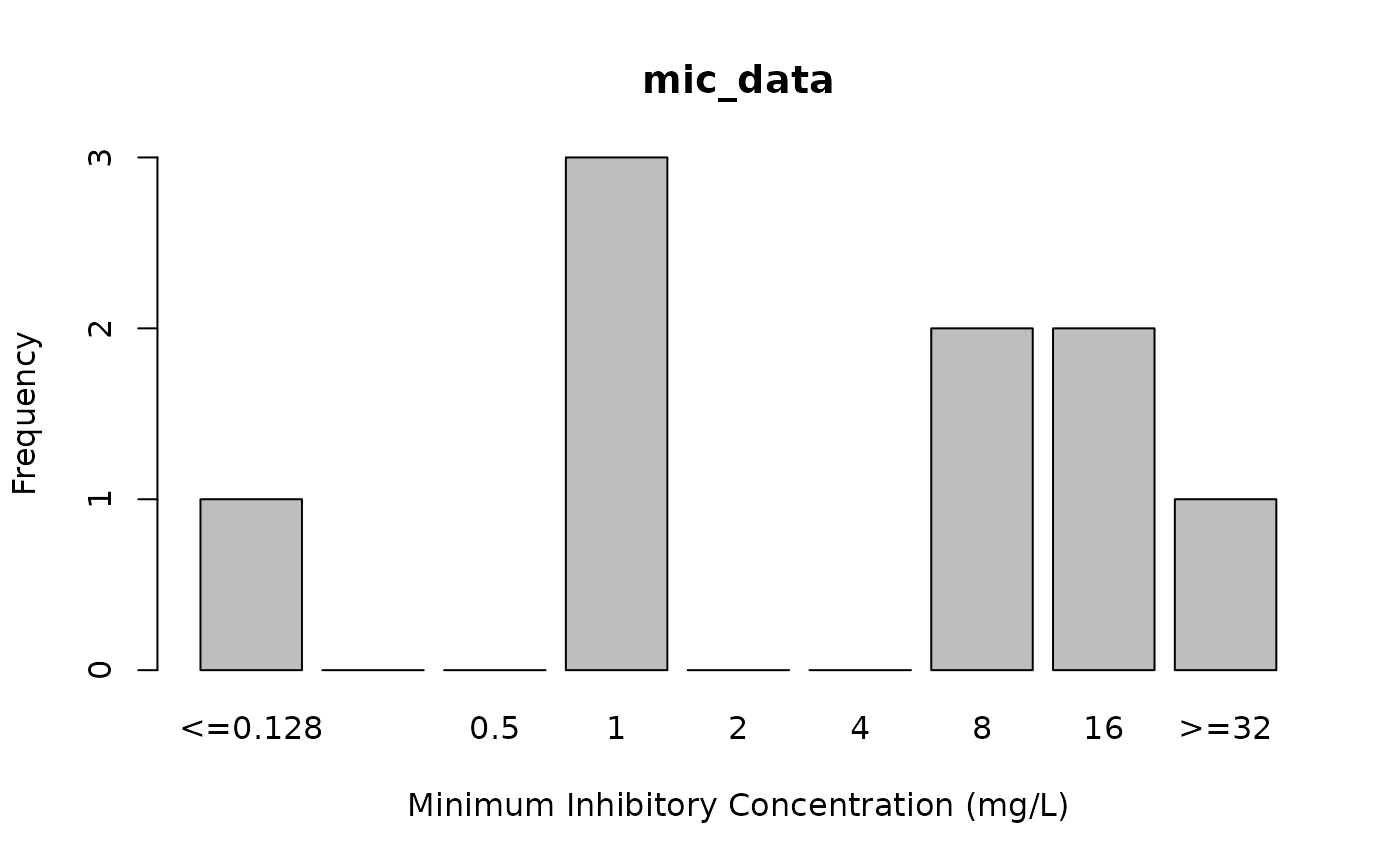 mic_data
3
2
1
0
Frequency
<=0.128 0.5 1 2 4 8 16 >=32
Minimum Inhibitory Concentration (mg/L)